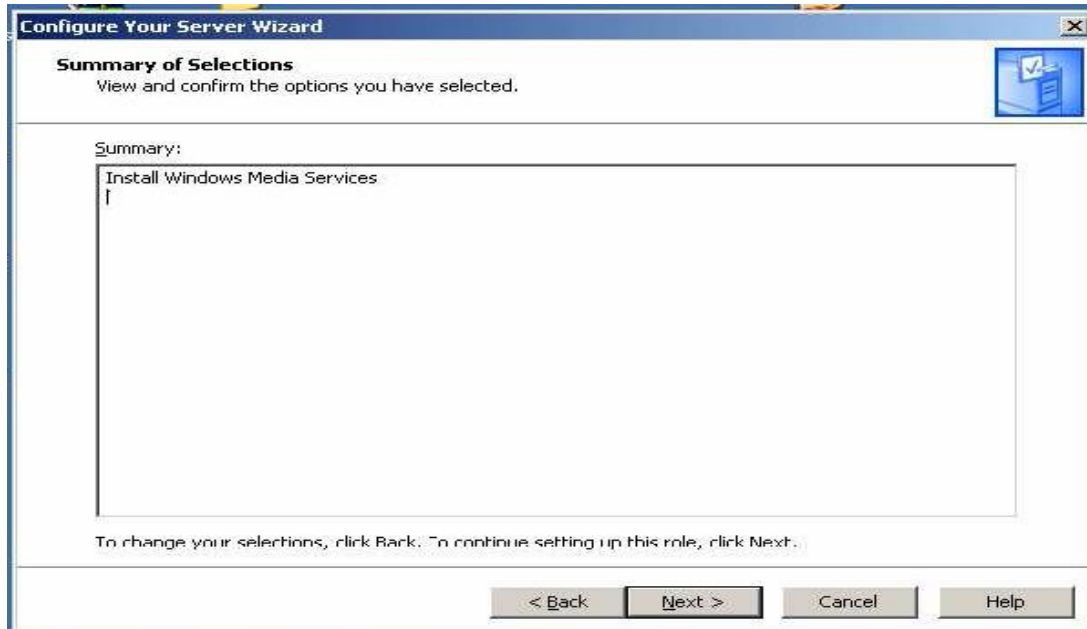 Configure Your Server Wizard
Summary of Selections
View and confirm the options you have selected.
Summary:
Install Windows Media Services
To change your selections, click Back. To continue setting up this role, click Next.
< Back Next > Cancel Help